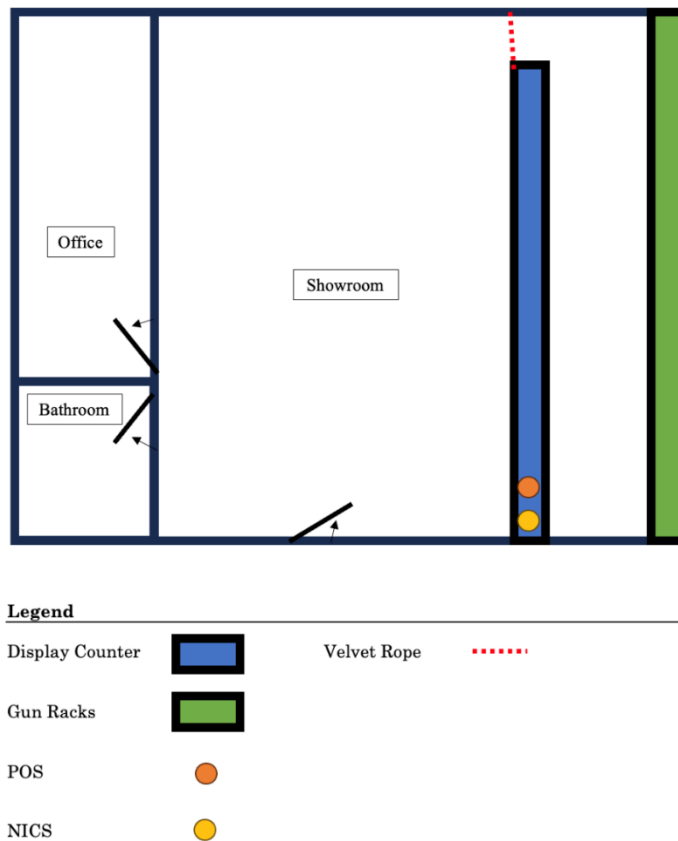 Office
Showroom
Bathroom
Legend
Display Counter
Velvet Rope
Gun Racks
POS
NICS